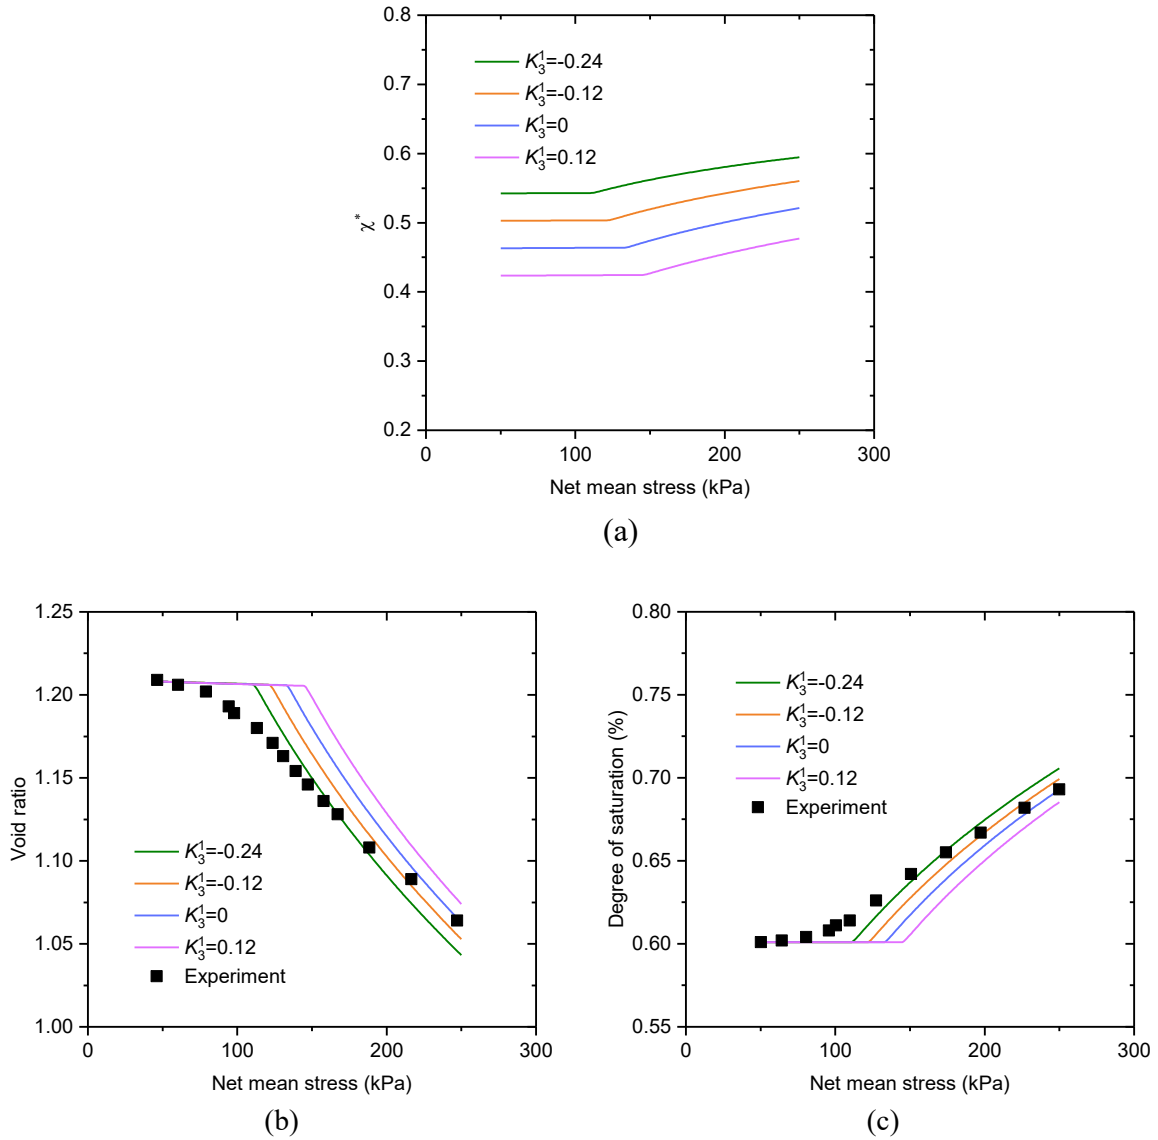 0.8
0.7
0.6
0.5
0.4
0.3
0.2
χ*
K₃¹=-0.24
K₃¹=-0.12
K₃¹=0
K₃¹=0.12
0 100 200 300
Net mean stress (kPa)
(a)
1.25
1.20
1.15
1.10
1.05
1.00
Void ratio
K₃¹=-0.24
K₃¹=-0.12
K₃¹=0
K₃¹=0.12
Experiment
0 100 200 300
Net mean stress (kPa)
(b)
0.80
0.75
0.70
0.65
0.60
0.55
Degree of saturation (%)
K₃¹=-0.24
K₃¹=-0.12
K₃¹=0
K₃¹=0.12
Experiment
0 100 200 300
Net mean stress (kPa)
(c)